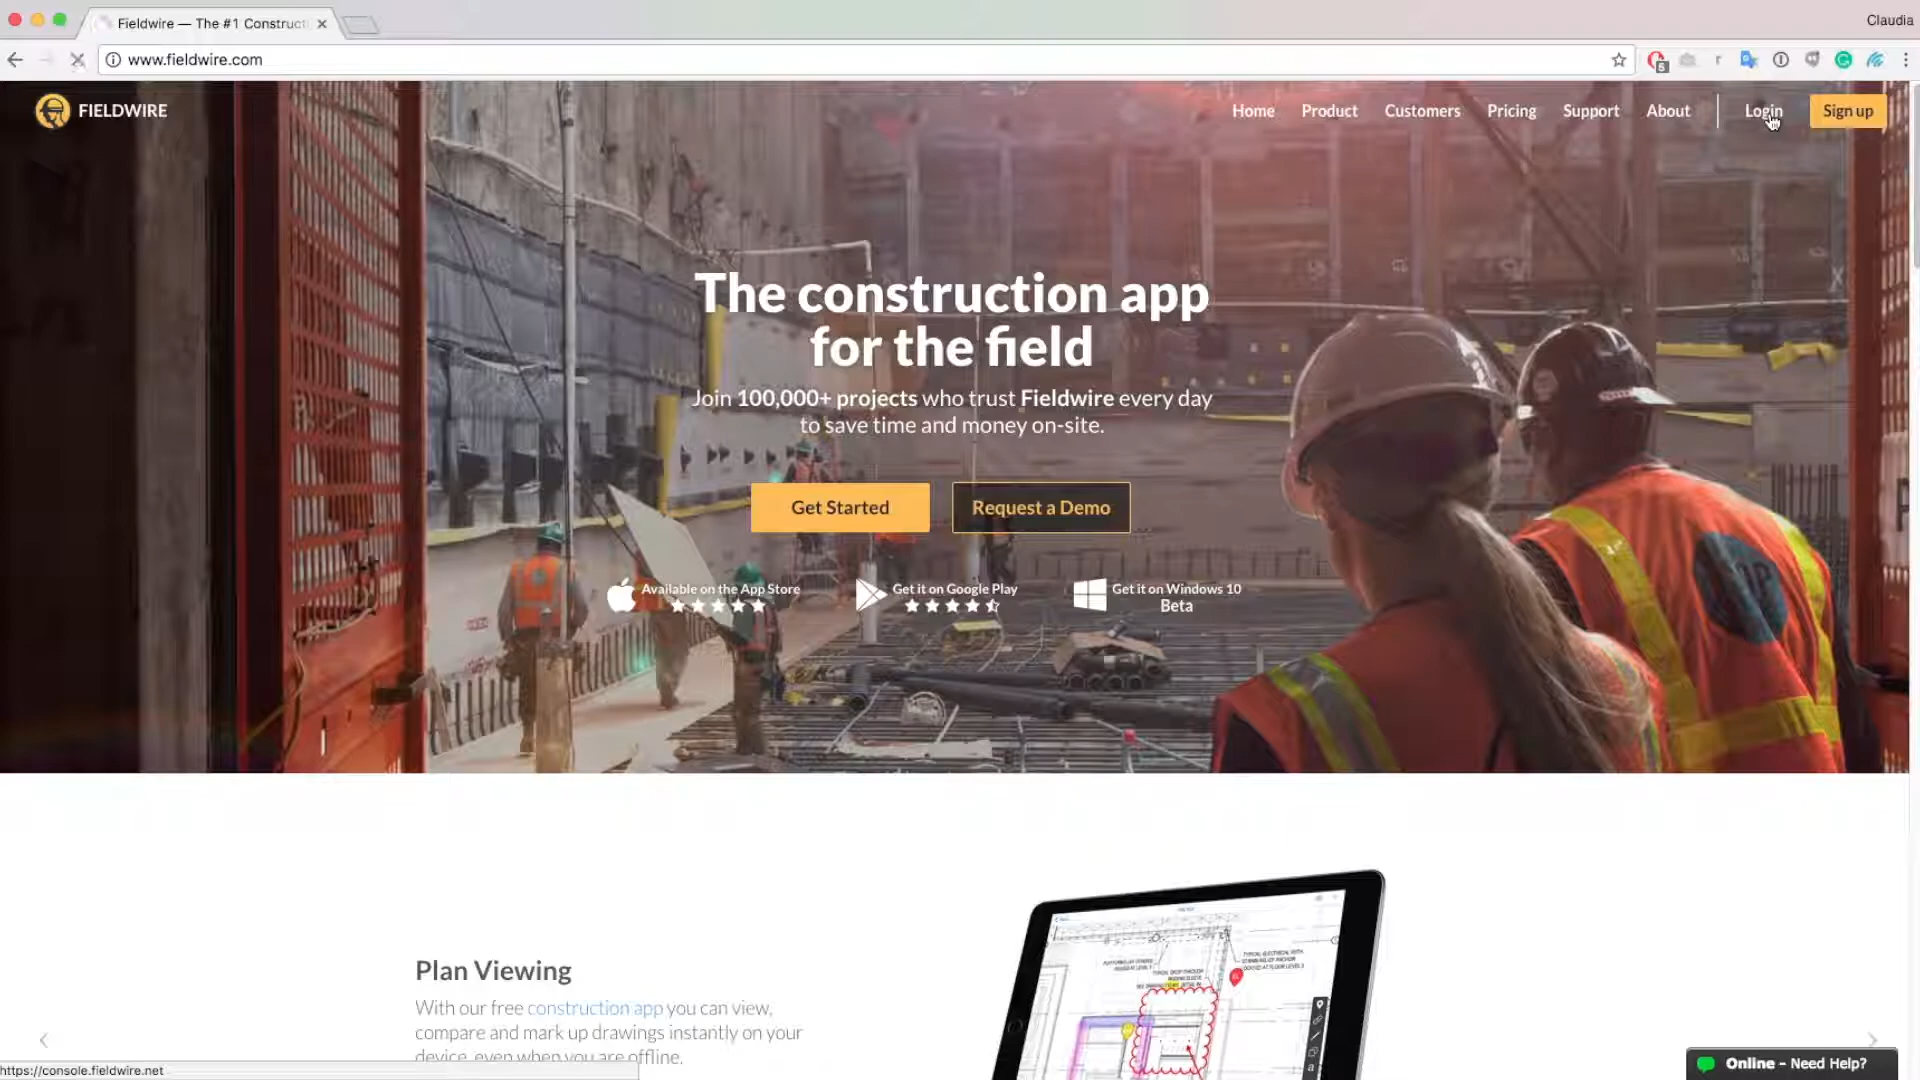 Fieldwire — The #1 Construct
Claudia
www.fieldwire.com
5
FIELDWIRE
Home
Product
Customers
Pricing
Support
About
Login
Sign up
The construction app
for the field
Join 100,000+ projects who trust Fieldwire every day
to save time and money on-site.
Get Started
Request a Demo
Available on the App Store
Get it on Google Play
Get it on Windows 10
Beta
Plan Viewing
With our free construction app you can view,
compare and mark up drawings instantly on your
device, even when you are offline.
https://console.fieldwire.net
Online - Need Help?